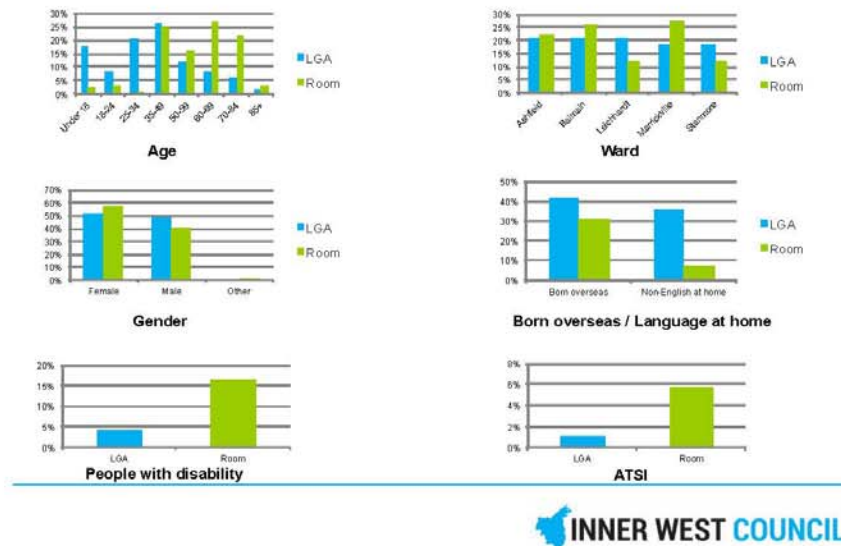 30%
25%
20%
15%
10%
5%
0%
Under 18
18-24
25-34
35-49
50-59
60-69
70-84
85+
LGA
Room
Age
30%
25%
20%
15%
10%
5%
0%
Ashfield
Balmain
Leichhardt
Marrickville
Stanmore
LGA
Room
Ward
70%
60%
50%
40%
30%
20%
10%
0%
Female
Male
Other
LGA
Room
Gender
50%
40%
30%
20%
10%
0%
Born overseas
Non-English at home
LGA
Room
Born overseas / Language at home
20%
15%
10%
5%
0%
LGA
Room
People with disability
8%
6%
4%
2%
0%
LGA
Room
ATSI
INNER WEST COUNCIL